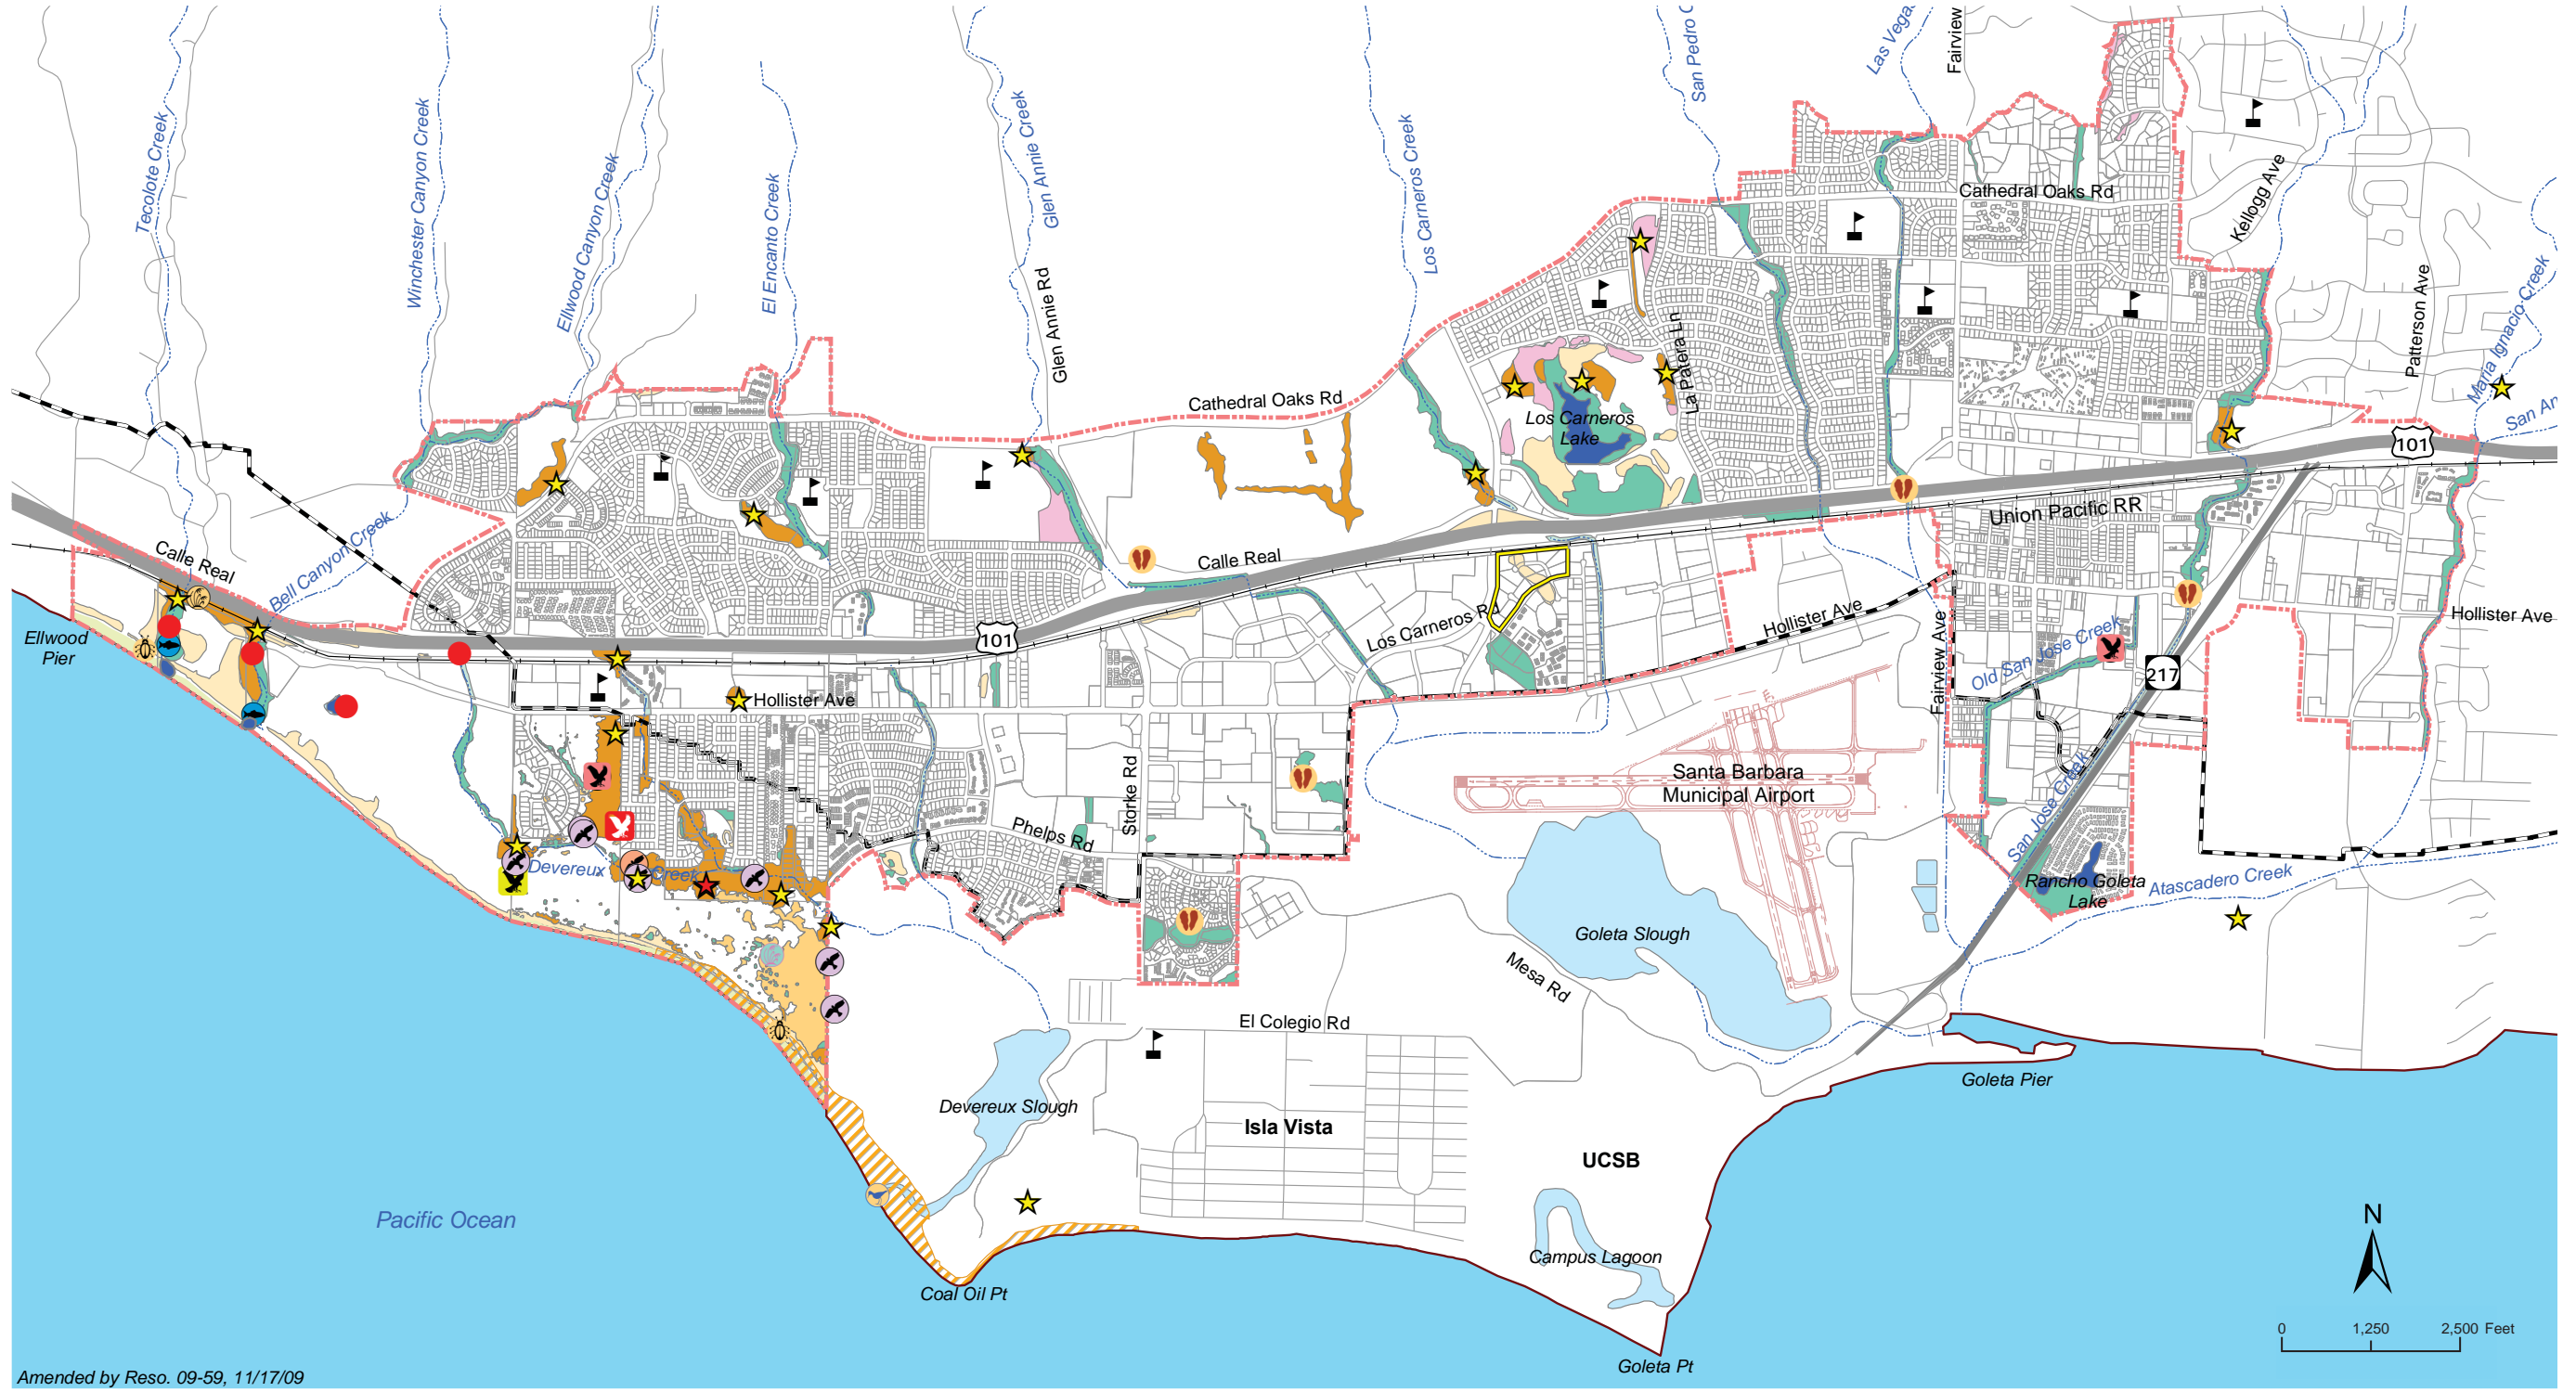 Tecolote Creek
Winchester Canyon Creek
Ellwood Canyon Creek
El Encanto Creek
Glen Annie Creek
Glen Annie Rd
Los Carneros Creek
San Pedro C
Las Vegas
Fairview
Cathedral Oaks Rd
Kellogg Ave
Patterson Ave
Maria Ignacio Creek
San An
La Patera Ln
Cathedral Oaks Rd
Los Carneros
Lake
101
Union Pacific RR
Calle Real
Bell Canyon Creek
Calle Real
Los Carneros Rd
Hollister Ave
Hollister Ave
Ellwood
Pier
101
Fairview Ave
Old San Jose Creek
217
Hollister Ave
Storke Rd
Santa Barbara
Municipal Airport
Phelps Rd
San Jose Creek
Devereux
Creek
Rancho Goleta
Lake
Atascadero Creek
Goleta Slough
Mesa Rd
El Colegio Rd
Goleta Pier
Devereux Slough
Isla Vista
UCSB
Pacific Ocean
Campus Lagoon
Coal Oil Pt
Goleta Pt
N
0 1,250 2,500 Feet
Amended by Reso. 09-59, 11/17/09